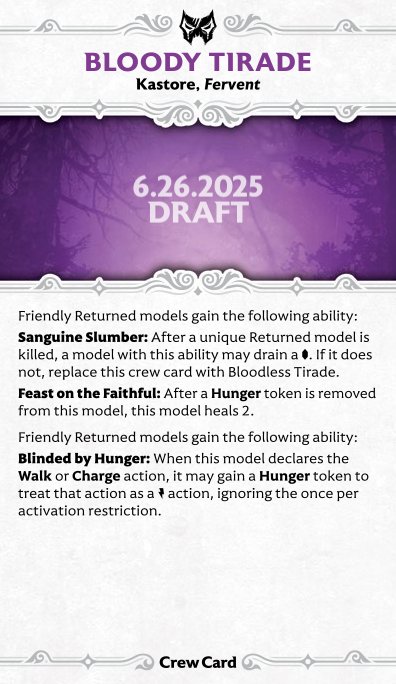 BLOODY TIRADE
Kastore, Fervent
6.26.2025
DRAFT
Friendly Returned models gain the following ability:
Sanguine Slumber: After a unique Returned model is
killed, a model with this ability may drain a . If it does
not, replace this crew card with Bloodless Tirade.
Feast on the Faithful: After a Hunger token is removed
from this model, this model heals 2.
Friendly Returned models gain the following ability:
Blinded by Hunger: When this model declares the
Walk or Charge action, it may gain a Hunger token to
treat that action as a action, ignoring the once per
activation restriction.
Crew Card